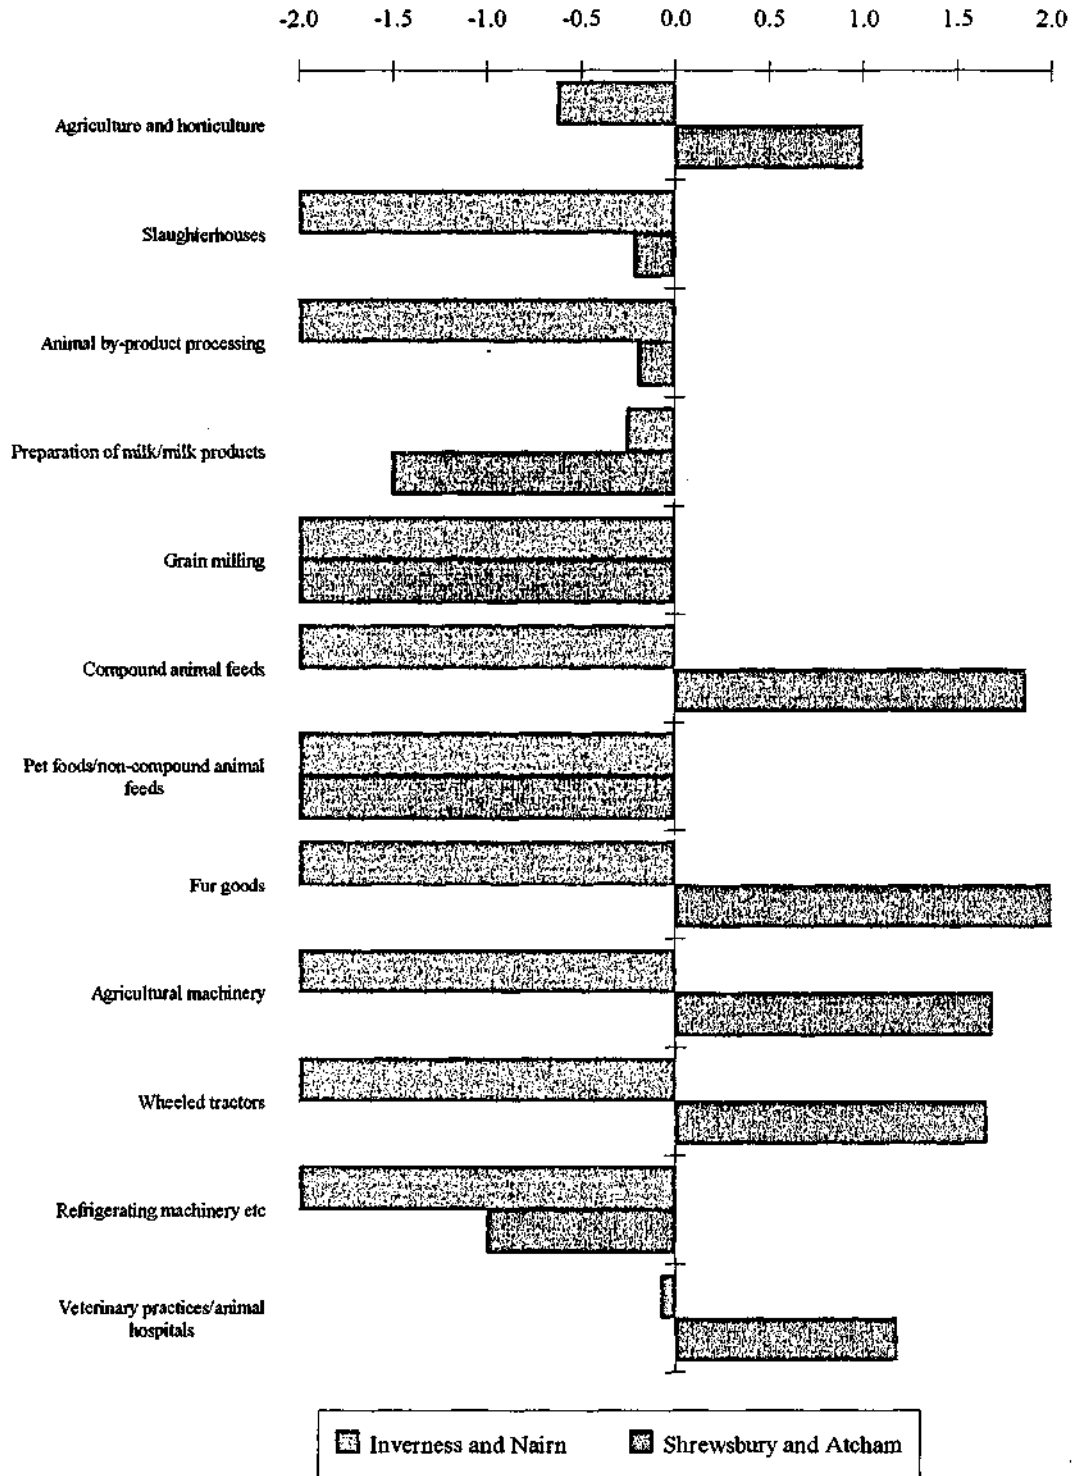 -2.0 -1.5 -1.0 -0.5 0.0 0.5 1.0 1.5 2.0
Agriculture and horticulture
Slaughterhouses
Animal by-product processing
Preparation of milk/milk products
Grain milling
Compound animal feeds
Pet foods/non-compound animal
feeds
Fur goods
Agricultural machinery
Wheeled tractors
Refrigerating machinery etc
Veterinary practices/animal
hospitals
Inverness and Nairn Shrewsbury and Atcham